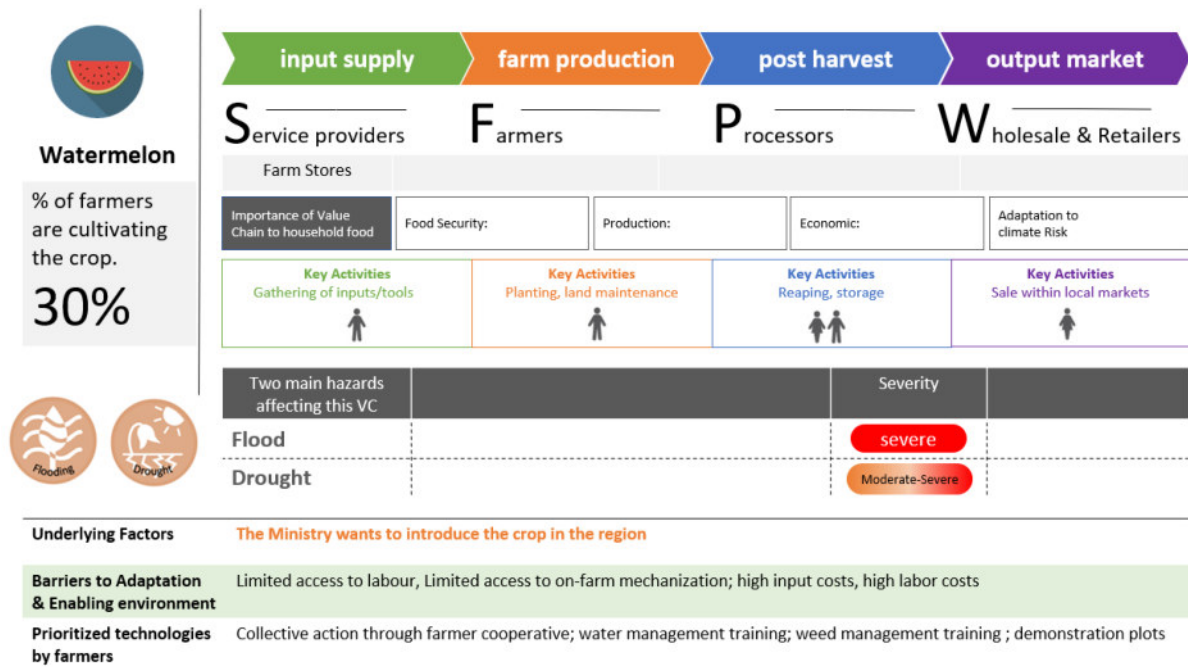 input supply
farm production
post harvest
output market
Service providers
Farmers
Processors
Wholesale & Retailers
Watermelon
% of farmers
are cultivating
the crop.
30%
Farm Stores
Importance of Value
Chain to household food
Food Security:
Production:
Economic:
Adaptation to
climate Risk
Key Activities
Gathering of inputs/tools
Key Activities
Planting, land maintenance
Key Activities
Reaping, storage
Key Activities
Sale within local markets
Two main hazards
affecting this VC
Severity
Flooding
Drought
Flood
severe
Drought
Moderate-Severe
Underlying Factors
The Ministry wants to introduce the crop in the region
Barriers to Adaptation
& Enabling environment
Limited access to labour, Limited access to on-farm mechanization; high input costs, high labor costs
Prioritized technologies
by farmers
Collective action through farmer cooperative; water management training; weed management training ; demonstration plots